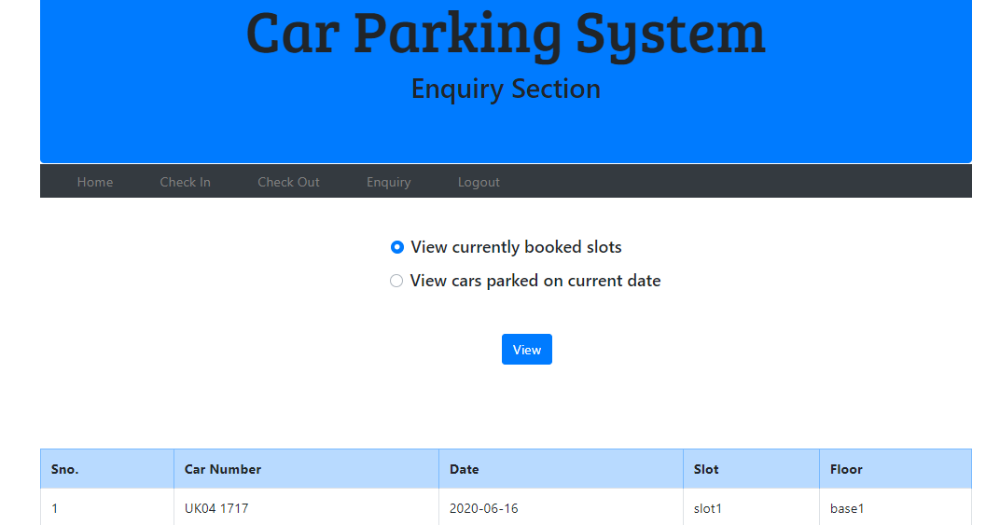 Car Parking System
Enquiry Section
Home Check In Check Out Enquiry Logout
View currently booked slots
View cars parked on current date
View
Sno. Car Number Date Slot Floor
1 UK04 1717 2020-06-16 slot1 base1